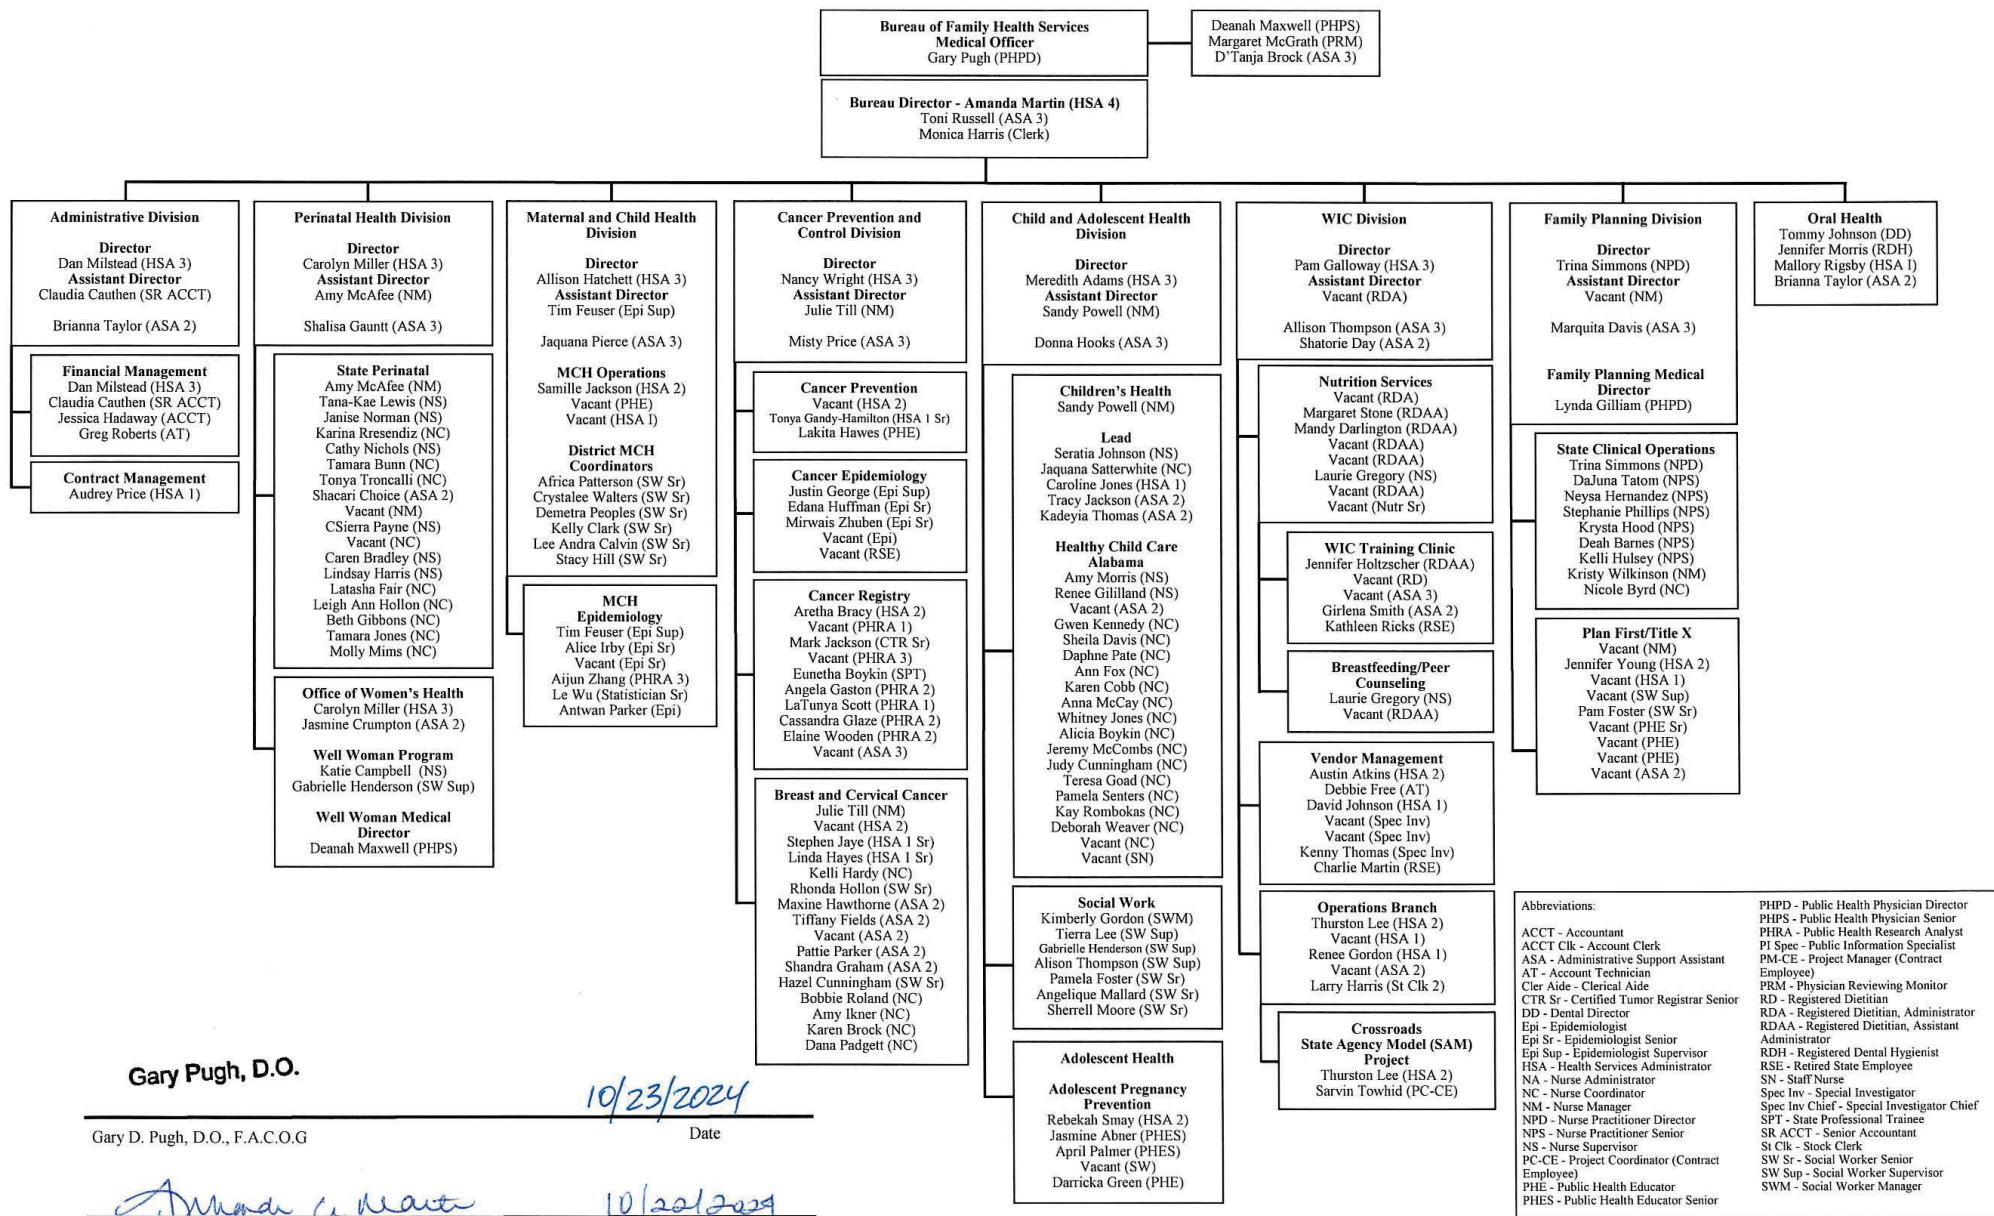 Bureau of Family Health Services
Medical Officer
Gary Pugh (PHPD)
Deanah Maxwell (PHPS)
Margaret McGrath (PRM)
D'Tanja Brock (ASA 3)
Bureau Director - Amanda Martin (HSA 4)
Toni Russell (ASA 3)
Monica Harris (Clerk)
Administrative Division
Director
Dan Milstead (HSA 3)
Assistant Director
Claudia Cauthen (SR ACCT)
Brianna Taylor (ASA 2)
Financial Management
Dan Milstead (HSA 3)
Claudia Cauthen (SR ACCT)
Jessica Hadaway (ACCT)
Greg Roberts (AT)
Contract Management
Audrey Price (HSA 1)
Perinatal Health Division
Director
Carolyn Miller (HSA 3)
Assistant Director
Amy McAfee (NM)
Shalisa Gauntt (ASA 3)
State Perinatal
Amy McAfee (NM)
Tana-Kae Lewis (NS)
Janise Norman (NS)
Karina Rresendiz (NC)
Cathy Nichols (NS)
Tamara Bunn (NC)
Tonya Troncalli (NC)
Shacari Choice (ASA 2)
Vacant (NM)
CSierra Payne (NS)
Vacant (NC)
Caren Bradley (NS)
Lindsay Harris (NS)
Latasha Fair (NC)
Leigh Ann Hollon (NC)
Beth Gibbons (NC)
Tamara Jones (NC)
Molly Mims (NC)
Office of Women's Health
Carolyn Miller (HSA 3)
Jasmine Crumpton (ASA 2)
Well Woman Program
Katie Campbell (NS)
Gabrielle Henderson (SW Sup)
Well Woman Medical
Director
Deanah Maxwell (PHPS)
Maternal and Child Health
Division
Director
Allison Hatchett (HSA 3)
Assistant Director
Tim Feuser (Epi Sup)
Jaquana Pierce (ASA 3)
MCH Operations
Samille Jackson (HSA 2)
Vacant (PHE)
Vacant (HSA I)
District MCH
Coordinators
Africa Patterson (SW Sr)
Crystalee Walters (SW Sr)
Demetra Peoples (SW Sr)
Kelly Clark (SW Sr)
Lee Andra Calvin (SW Sr)
Stacy Hill (SW Sr)
MCH
Epidemiology
Tim Feuser (Epi Sup)
Alice Irby (Epi Sr)
Vacant (Epi Sr)
Aijun Zhang (PHRA 3)
Le Wu (Statistician Sr)
Antwan Parker (Epi)
Cancer Prevention and
Control Division
Director
Nancy Wright (HSA 3)
Assistant Director
Julie Till (NM)
Misty Price (ASA 3)
Cancer Prevention
Vacant (HSA 2)
Tonya Gandy-Hamilton (HSA 1 Sr)
Lakita Hawes (PHE)
Cancer Epidemiology
Justin George (Epi Sup)
Edana Huffman (Epi Sr)
Mirwais Zhuben (Epi Sr)
Vacant (Epi)
Vacant (RSE)
Cancer Registry
Aretha Bracy (HSA 2)
Vacant (PHRA 1)
Mark Jackson (CTR Sr)
Vacant (PHRA 3)
Eunetha Boykin (SPT)
Angela Gaston (PHRA 2)
LaTunya Scott (PHRA 1)
Cassandra Glaze (PHRA 2)
Elaine Wooden (PHRA 2)
Vacant (ASA 3)
Breast and Cervical Cancer
Julie Till (NM)
Vacant (HSA 2)
Stephen Jaye (HSA 1 Sr)
Linda Hayes (HSA 1 Sr)
Kelli Hardy (NC)
Rhonda Hollon (SW Sr)
Maxine Hawthorne (ASA 2)
Tiffany Fields (ASA 2)
Vacant (ASA 2)
Pattie Parker (ASA 2)
Shandra Graham (ASA 2)
Hazel Cunningham (SW Sr)
Bobbie Roland (NC)
Amy Ikner (NC)
Karen Brock (NC)
Dana Padgett (NC)
Child and Adolescent Health
Division
Director
Meredith Adams (HSA 3)
Assistant Director
Sandy Powell (NM)
Donna Hooks (ASA 3)
Children's Health
Sandy Powell (NM)
Lead
Seratia Johnson (NS)
Jaquana Satterwhite (NC)
Caroline Jones (HSA 1)
Tracy Jackson (ASA 2)
Kadeyia Thomas (ASA 2)
Healthy Child Care
Alabama
Amy Morris (NS)
Renee Gililland (NS)
Vacant (ASA 2)
Gwen Kennedy (NC)
Sheila Davis (NC)
Daphne Pate (NC)
Ann Fox (NC)
Karen Cobb (NC)
Anna McCay (NC)
Whitney Jones (NC)
Alicia Boykin (NC)
Jeremy McCombs (NC)
Judy Cunningham (NC)
Teresa Goad (NC)
Pamela Senters (NC)
Kay Rombokas (NC)
Deborah Weaver (NC)
Vacant (NC)
Vacant (SN)
Social Work
Kimberly Gordon (SWM)
Tierra Lee (SW Sup)
Gabrielle Henderson (SW Sup)
Alison Thompson (SW Sup)
Pamela Foster (SW Sr)
Angelique Mallard (SW Sr)
Sherrell Moore (SW Sr)
Adolescent Health
Adolescent Pregnancy
Prevention
Rebekah Smay (HSA 2)
Jasmine Abner (PHES)
April Palmer (PHES)
Vacant (SW)
Darricka Green (PHE)
WIC Division
Director
Pam Galloway (HSA 3)
Assistant Director
Vacant (RDA)
Allison Thompson (ASA 3)
Shatorie Day (ASA 2)
Nutrition Services
Vacant (RDA)
Margaret Stone (RDAA)
Mandy Darlington (RDAA)
Vacant (RDAA)
Vacant (RDAA)
Laurie Gregory (NS)
Vacant (RDAA)
Vacant (Nutr Sr)
WIC Training Clinic
Jennifer Holtzscher (RDAA)
Vacant (RD)
Vacant (ASA 3)
Girlena Smith (ASA 2)
Kathleen Ricks (RSE)
Breastfeeding/Peer
Counseling
Laurie Gregory (NS)
Vacant (RDAA)
Vendor Management
Austin Atkins (HSA 2)
Debbie Free (AT)
David Johnson (HSA 1)
Vacant (Spec Inv)
Vacant (Spec Inv)
Kenny Thomas (Spec Inv)
Charlie Martin (RSE)
Operations Branch
Thurston Lee (HSA 2)
Vacant (HSA 1)
Renee Gordon (HSA 1)
Vacant (ASA 2)
Larry Harris (St Clk 2)
Crossroads
State Agency Model (SAM)
Project
Thurston Lee (HSA 2)
Sarvin Towhid (PC-CE)
Family Planning Division
Director
Trina Simmons (NPD)
Assistant Director
Vacant (NM)
Marquita Davis (ASA 3)
Family Planning Medical
Director
Lynda Gilliam (PHPD)
State Clinical Operations
Trina Simmons (NPD)
DaJuna Tatom (NPS)
Neysa Hernandez (NPS)
Stephanie Phillips (NPS)
Krysta Hood (NPS)
Deah Barnes (NPS)
Kelli Hulsey (NPS)
Kristy Wilkinson (NM)
Nicole Byrd (NC)
Plan First/Title X
Vacant (NM)
Jennifer Young (HSA 2)
Vacant (HSA 1)
Vacant (SW Sup)
Pam Foster (SW Sr)
Vacant (PHE Sr)
Vacant (PHE)
Vacant (PHE)
Vacant (ASA 2)
Oral Health
Tommy Johnson (DD)
Jennifer Morris (RDH)
Mallory Rigsby (HSA I)
Brianna Taylor (ASA 2)
Abbreviations:
ACCT - Accountant
ACCT Clk - Account Clerk
ASA - Administrative Support Assistant
AT - Account Technician
Cler Aide - Clerical Aide
CTR Sr - Certified Tumor Registrar Senior
DD - Dental Director
Epi - Epidemiologist
Epi Sr - Epidemiologist Senior
Epi Sup - Epidemiologist Supervisor
HSA - Health Services Administrator
NA - Nurse Administrator
NC - Nurse Coordinator
NM - Nurse Manager
NPD - Nurse Practitioner Director
NPS - Nurse Practitioner Senior
NS - Nurse Supervisor
PC-CE - Project Coordinator (Contract
Employee)
PHE - Public Health Educator
PHES - Public Health Educator Senior
PHPD - Public Health Physician Director
PHPS - Public Health Physician Senior
PHRA - Public Health Research Analyst
PI Spec - Public Information Specialist
PM-CE - Project Manager (Contract
Employee)
PRM - Physician Reviewing Monitor
RD - Registered Dietitian
RDA - Registered Dietitian, Administrator
RDAA - Registered Dietitian, Assistant
Administrator
RDH - Registered Dental Hygienist
RSE - Retired State Employee
SN - Staff Nurse
Spec Inv - Special Investigator
Spec Inv Chief - Special Investigator Chief
SPT - State Professional Trainee
SR ACCT - Senior Accountant
St Clk - Stock Clerk
SW Sr - Social Worker Senior
SW Sup - Social Worker Supervisor
SWM - Social Worker Manager
Gary Pugh, D.O.
10/23/2024
Gary D. Pugh, D.O., F.A.C.O.G
Date
10/22/2024